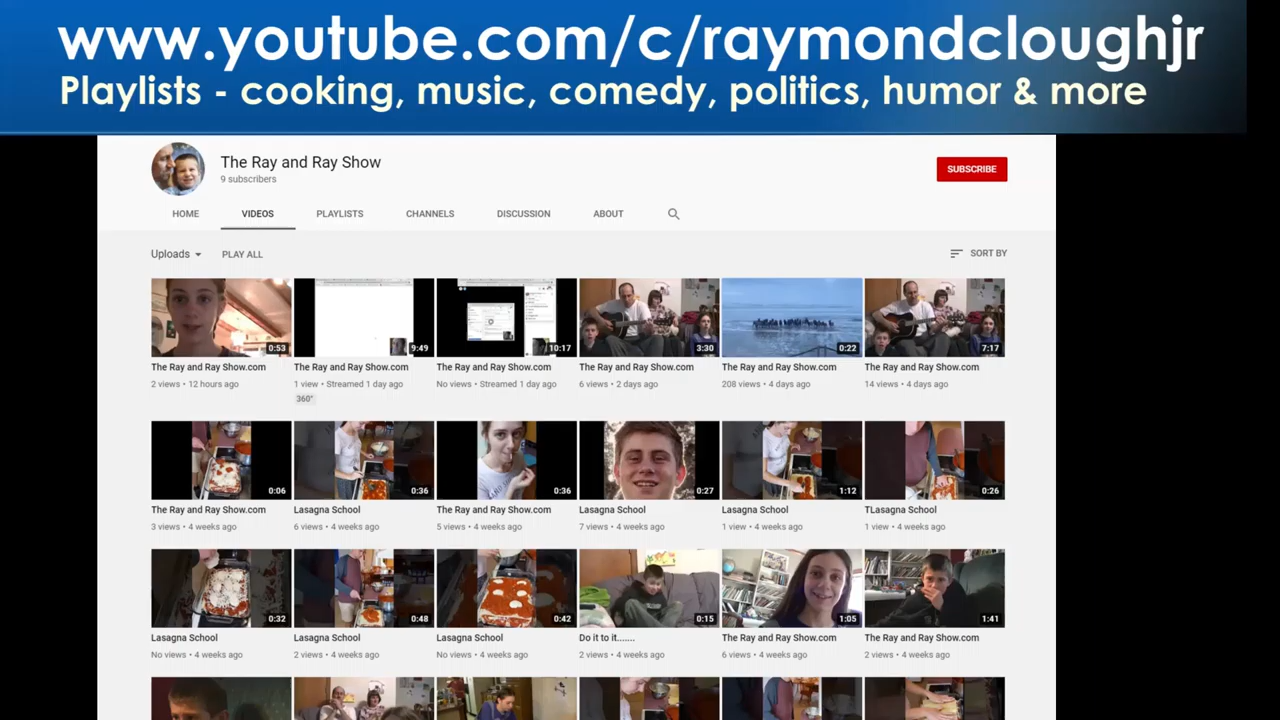 www.youtube.com/c/raymondcloughjr
Playlists - cooking, music, comedy, politics, humor & more
The Ray and Ray Show
9 subscribers
SUBSCRIBE
HOME VIDEOS PLAYLISTS CHANNELS DISCUSSION ABOUT
Uploads PLAY ALL SORT BY
0:53 9:49 10:17 3:30 0:22 7:17
The Ray and Ray Show.com The Ray and Ray Show.com The Ray and Ray Show.com The Ray and Ray Show.com The Ray and Ray Show.com The Ray and Ray Show.com
2 views • 12 hours ago 1 view • Streamed 1 day ago No views • Streamed 1 day ago 6 views • 2 days ago 208 views • 4 days ago 14 views • 4 days ago
360°
0:06 0:36 0:36 0:27 1:12 0:26
The Ray and Ray Show.com Lasagna School The Ray and Ray Show.com Lasagna School Lasagna School TLasagna School
3 views • 4 weeks ago 6 views • 4 weeks ago 5 views • 4 weeks ago 7 views • 4 weeks ago 1 view • 4 weeks ago 1 view • 4 weeks ago
0:32 0:48 0:42 0:15 1:05 1:41
Lasagna School Lasagna School Lasagna School Do it to it....... The Ray and Ray Show.com The Ray and Ray Show.com
No views • 4 weeks ago 2 views • 4 weeks ago No views • 4 weeks ago 2 views • 4 weeks ago 6 views • 4 weeks ago 2 views • 4 weeks ago